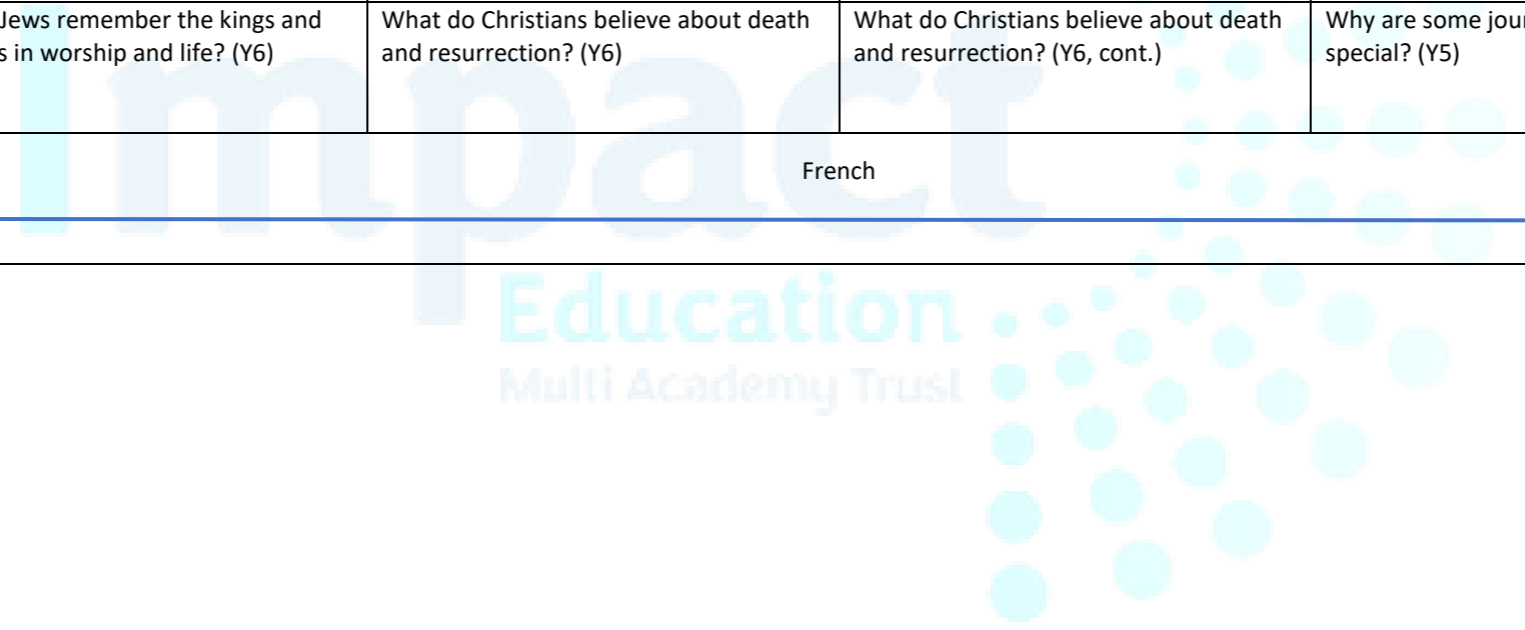 Jews remember the kings and
s in worship and life? (Y6)
What do Christians believe about death
and resurrection? (Y6)
What do Christians believe about death
and resurrection? (Y6, cont.)
Why are some jour
special? (Y5)
French
Impact
Education
Multi Academy Trust